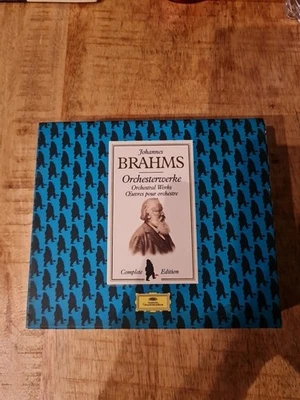 Johannes
BRAHMS
Orchesterwerke
Orchestral Works
Œuvres pour orchestre
Complete Edition